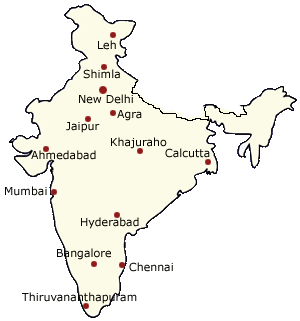 Leh
Shimla
New Delhi
Agra
Jaipur
Khajuraho
Ahmedabad
Calcutta
Mumbai
Hyderabad
Bangalore
Chennai
Thiruvananthapuram